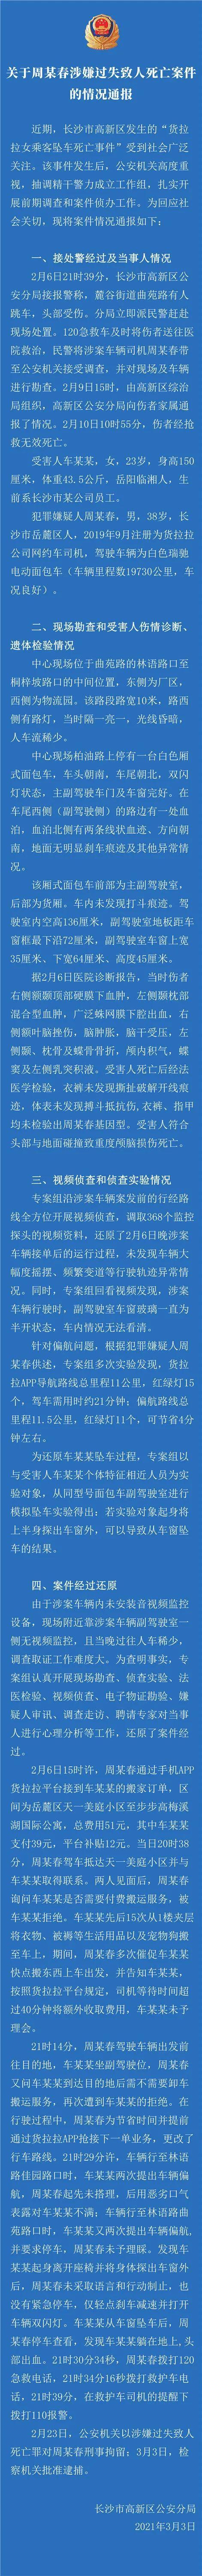 关于周某春涉嫌过失致人死亡案件
的情况通报
近期，长沙市高新区发生的“货拉
拉女乘客坠车死亡事件”受到社会广泛
关注。该事件发生后，公安机关高度重
视，抽调精干警力成立工作组，扎实开
展前期调查和案件侦办工作。为回应社
会关切，现将案件情况通报如下：
一、接处警经过及当事人情况
2月6日21时39分，长沙市高新区公
安分局接报警称，麓谷街道曲苑路有人
跳车，头部受伤。分局立即派民警赶赴
现场处置。120急救车及时将伤者送往医
院救治，民警将涉案车辆司机周某春带
至公安机关接受调查，并对现场及车辆
进行勘查。2月9日15时，由高新区综治
局组织，高新区公安分局向伤者家属通
报了情况。2月10日10时55分，伤者经抢
救无效死亡。
受害人车某某，女，23岁，身高150
厘米，体重43.5公斤，岳阳临湘人，生
前系长沙市某公司员工。
犯罪嫌疑人周某春，男，38岁，长沙
市岳麓区人，2019年9月注册为货拉拉
公司网约车司机，驾驶车辆为白色瑞驰
电动面包车（车辆里程数19730公里，车
况良好）。
二、现场勘查和受害人伤情诊断、
遗体检验情况
中心现场位于曲苑路的林语路口至
桐梓坡路口的中间位置，东侧为厂区，
西侧为物流园。该路段路宽10米，路西
侧有路灯，当时隔一亮一，光线昏暗，
人车流稀少。
中心现场柏油路上停有一台白色厢
式面包车，车头朝南，车尾朝北，双闪
灯状态，主副驾驶车门及车窗完好。在
车尾西侧（副驾驶侧）的路边有一处血
泊，血泊北侧有两条线状血迹、方向朝
南，地面无明显刹车痕迹及其他异常情
况。
该厢式面包车前部为主副驾驶室，
后部为货厢。车内未发现打斗痕迹。驾
驶室内空高136厘米，副驾驶室地板距车
窗框最下沿72厘米，副驾驶室车窗上宽
35厘米、下宽64厘米、高度45厘米。
据2月6日医院诊断报告，当时伤者
右侧额颞顶部硬膜下血肿，左侧颞枕部
混合型血肿，广泛蛛网膜下腔出血，右
侧额叶脑挫伤，脑肿胀，脑干受压，左
侧颞、枕骨及蝶骨骨折，颅内积气，蝶
窦及左侧乳突积液。受害人死亡后经法
医学检验，衣裤未发现撕扯破解开线痕
迹，体表未发现搏斗抵抗伤,衣裤、指甲
均未检验出周某春基因型。受害人符合
头部与地面碰撞致重度颅脑损伤死亡。
三、视频侦查和侦查实验情况
专案组沿涉案车辆案发前的行经路
线全方位开展视频侦查，调取368个监控
探头的视频资料，还原了2月6日晚涉案
车辆接单后的运行过程，未发现车辆大
幅度摇摆、频繁变道等行驶轨迹异常情
况。同时，专案组回看视频发现，涉案
车辆行驶时，副驾驶室车窗玻璃一直为
半开状态，车内情况无法看清。
针对偏航问题，根据犯罪嫌疑人周
某春供述，专案组多次实验发现，货拉
拉APP导航路线总里程11公里，红绿灯15
个，驾车需用时约21分钟；偏航路线总
里程11.5公里，红绿灯11个，可节省4分
钟左右。
为还原车某某坠车过程，专案组以
与受害人车某某个体特征相近人员为实
验对象，从同型号面包车副驾驶室进行
模拟坠车实验得出：若实验对象起身将
上半身探出车窗外，可以导致从车窗坠
车的结果。
四、案件经过还原
由于涉案车辆内未安装音视频监控
设备，现场附近靠涉案车辆副驾驶室一
侧无视频监控，且当晚过往人车稀少，
调查取证工作难度大。为查明事实，专
案组认真开展现场勘查、侦查实验、法
医检验、视频侦查、电子物证勘验、嫌
疑人审讯、调查走访、聘请专家对当事
人进行心理分析等工作，还原了案件经
过。
2月6日15时许，周某春通过手机APP
货拉拉平台接到车某某的搬家订单，区
间为岳麓区天一美庭小区至步步高梅溪
湖国际公寓，总费用51元，其中车某某
支付39元，平台补贴12元。当日20时38
分，周某春驾车抵达天一美庭小区并与
车某某取得联系。两人见面后，周某春
询问车某某是否需要付费搬运服务，被
车某某拒绝。车某某先后15次从1楼夹层
将衣物、被褥等生活用品以及宠物狗搬
至车上，期间，周某春多次催促车某某
快点搬东西上车出发，并告知车某某，
按照货拉拉平台规定，司机等待时间超
过40分钟将额外收取费用，车某某未予
理会。
21时14分，周某春驾驶车辆出发前
往目的地，车某某坐副驾驶位，周某春
又问车某某到达目的地后需不需要卸车
搬运服务，再次遭到车某某的拒绝。在
行驶过程中，周某春为节省时间并提前
通过货拉拉APP抢接下一单业务，更改了
行车路线。21时29分许，车辆行至林语
路佳园路口时，车某某两次提出车辆偏
航，周某春起先未搭理，后用恶劣口气
表露对车某某不满；车辆行至林语路曲
苑路口时，车某某又两次提出车辆偏航,
并要求停车，周某春未予理睬。发现车
某某起身离开座椅并将身体探出车窗外
后，周某春未采取语言和行动制止，也
没有紧急停车，仅轻点刹车减速并打开
车辆双闪灯。车某某从车窗坠车后，周
某春停车查看，发现车某某躺在地上,头
部出血。21时30分34秒，周某春拨打120
急救电话，21时34分16秒拨打救护车电
话，21时39分，在救护车司机的提醒下
拨打110报警。
2月23日，公安机关以涉嫌过失致人
死亡罪对周某春刑事拘留；3月3日，检
察机关批准逮捕。
长沙市高新区公安分局
2021年3月3日